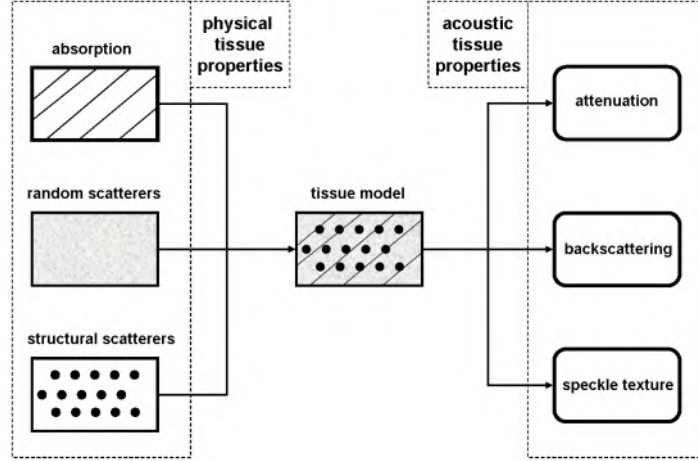 physical
tissue
properties
acoustic
tissue
properties
absorption
attenuation
random scatterers
tissue model
backscattering
structural scatterers
speckle texture